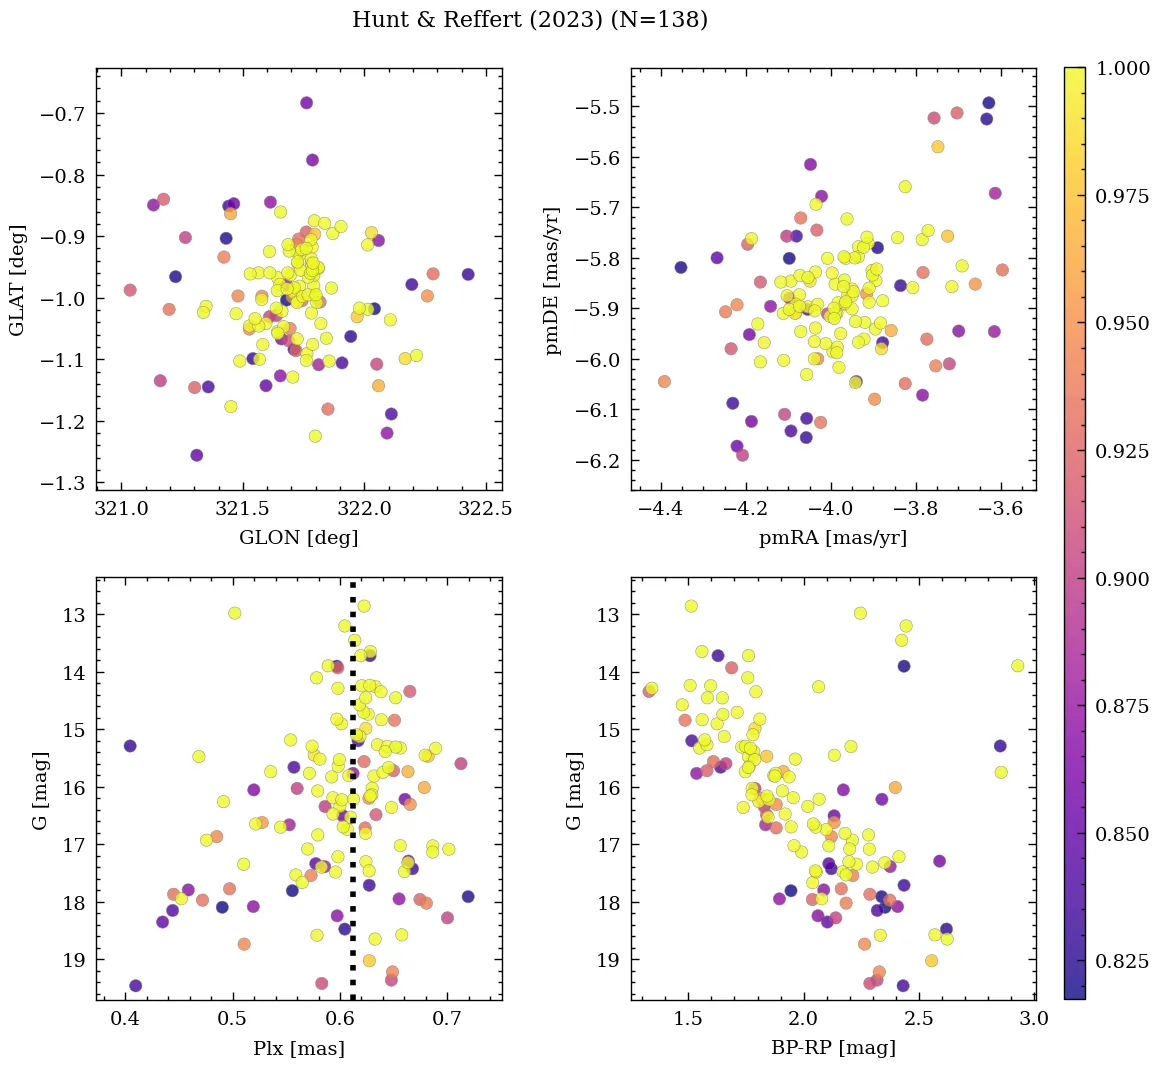 Hunt & Reffert (2023) (N=138)
−0.7
−0.8
−0.9
−1.0
−1.1
−1.2
−1.3
GLAT [deg]
321.0 321.5 322.0 322.5
GLON [deg]
−5.5
−5.6
−5.7
−5.8
−5.9
−6.0
−6.1
−6.2
pmDE [mas/yr]
−4.4 −4.2 −4.0 −3.8 −3.6
pmRA [mas/yr]
13
14
15
16
17
18
19
G [mag]
0.4 0.5 0.6 0.7
Plx [mas]
13
14
15
16
17
18
19
G [mag]
1.5 2.0 2.5 3.0
BP-RP [mag]
1.000
0.975
0.950
0.925
0.900
0.875
0.850
0.825